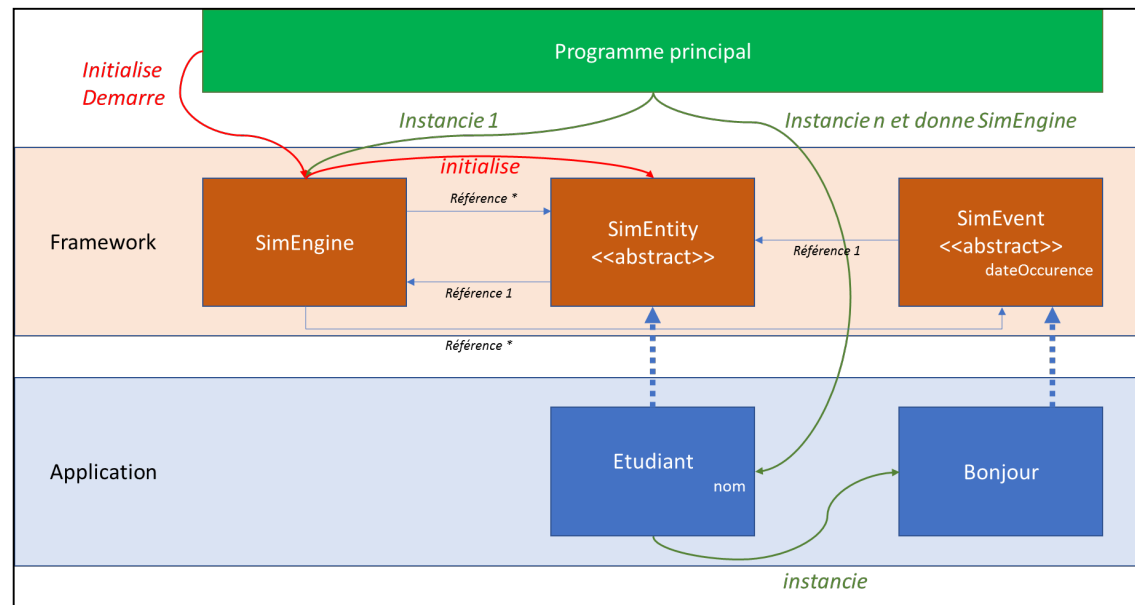 Programme principal
Initialise
Demarre
Instancie 1
Instancie n et donne SimEngine
initialise
Framework
SimEngine
Référence *
Référence 1
SimEntity
<<abstract>>
Référence 1
SimEvent
<<abstract>>
dateOccurence
Référence *
Application
Etudiant
nom
Bonjour
instancie